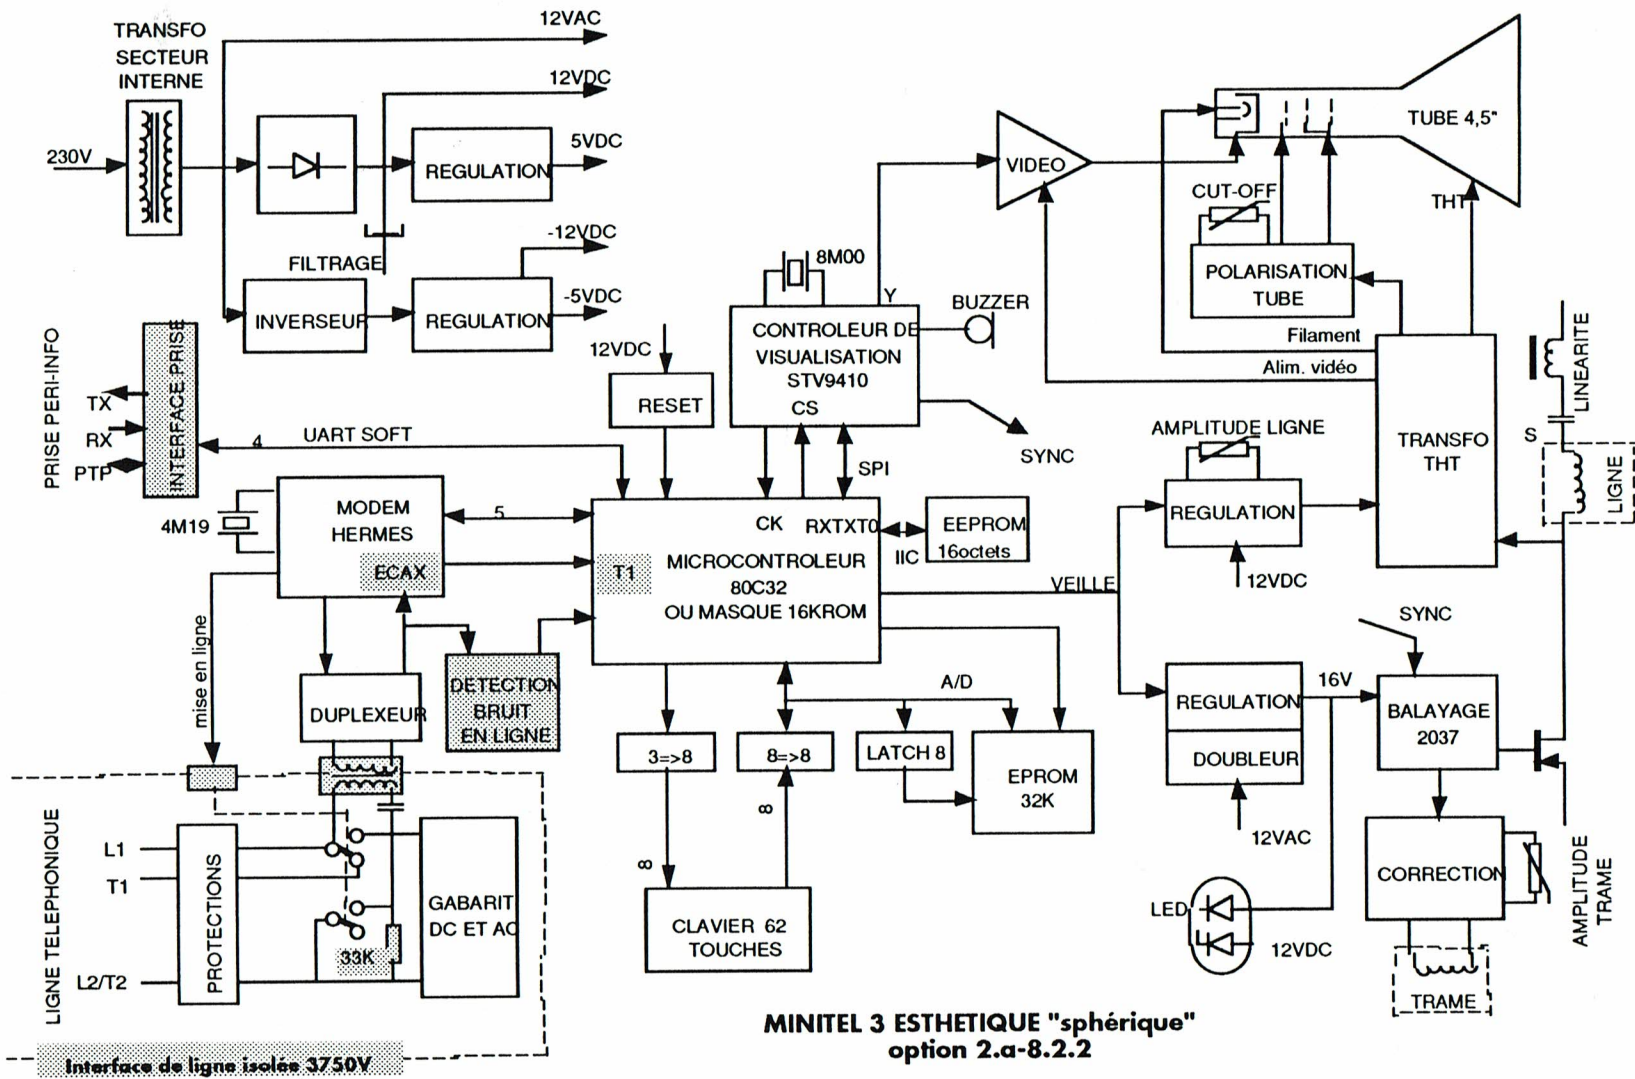 TRANSFO
SECTEUR
INTERNE
230V
12VAC
12VDC
5VDC
REGULATION
FILTRAGE
-12VDC
-5VDC
INVERSEUR
REGULATION
PRISE PERI-INFO
INTERFACE PRISE
TX
RX
PTP
4
UART SOFT
12VDC
RESET
8M00
Y
CONTROLEUR DE
VISUALISATION
STV9410
CS
BUZZER
SYNC
SPI
VIDEO
TUBE 4,5"
CUT-OFF
THT
POLARISATION
TUBE
Filament
Alim. vidéo
TRANSFO
THT
LINEARITE
S
LIGNE
AMPLITUDE LIGNE
REGULATION
12VDC
4M19
MODEM
HERMES
ECAX
5
CK
RXTXT0
T1
MICROCONTROLEUR
80C32
OU MASQUE 16KROM
IIC
EEPROM
16octets
VEILLE
mise en ligne
DUPLEXEUR
DETECTION
BRUIT
EN LIGNE
A/D
3=>8
8=>8
LATCH 8
EPROM
32K
8
8
CLAVIER 62
TOUCHES
REGULATION
DOUBLEUR
12VAC
16V
SYNC
BALAYAGE
2037
CORRECTION
AMPLITUDE
TRAME
TRAME
LED
12VDC
LIGNE TELEPHONIQUE
L1
T1
L2/T2
PROTECTIONS
33K
GABARIT
DC ET AC
Interface de ligne isolée 3750V
MINITEL 3 ESTHETIQUE "sphérique"
option 2.a-8.2.2